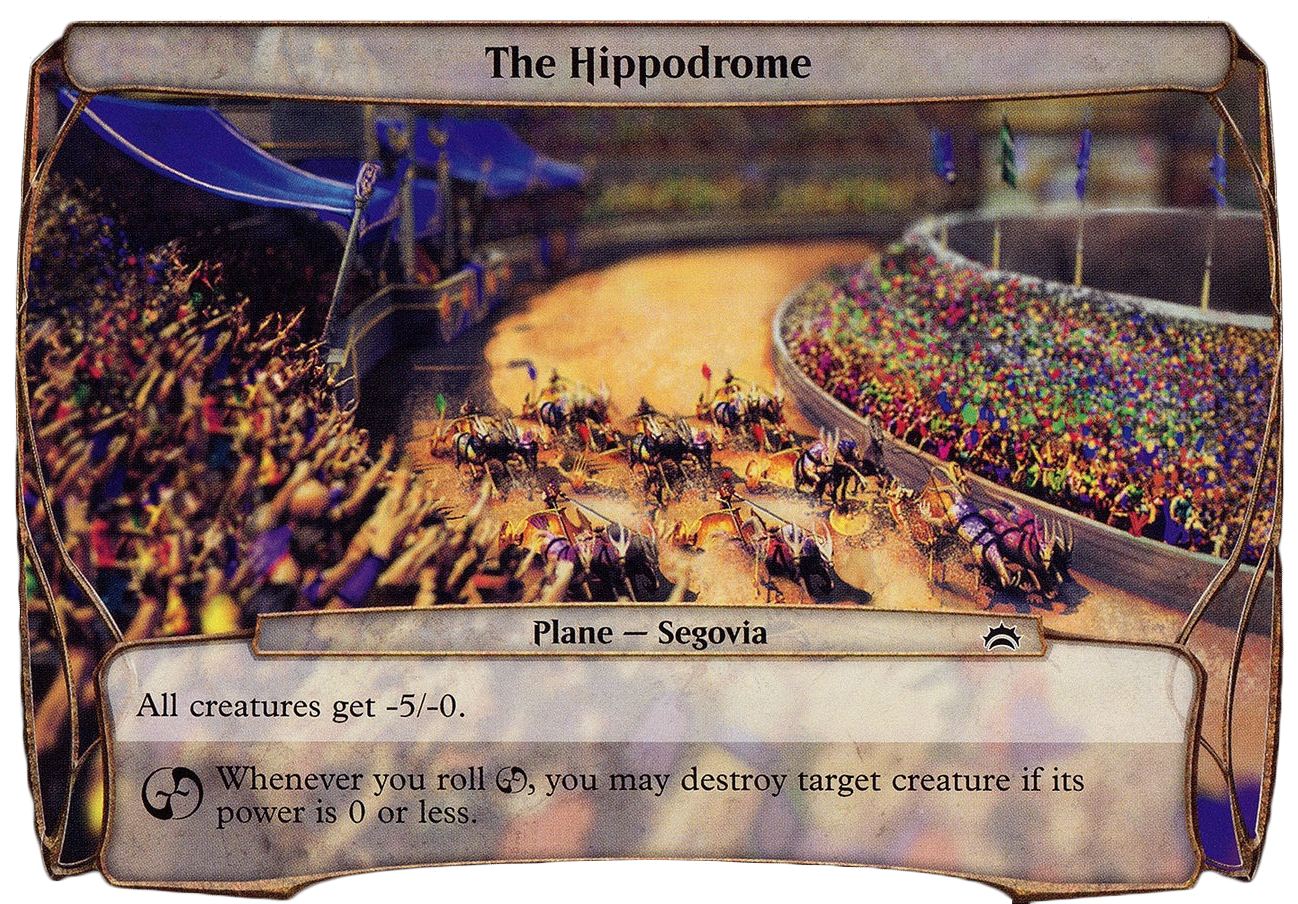 The Hippodrome
Plane — Segovia
All creatures get -5/-0.
Whenever you roll , you may destroy target creature if its
power is 0 or less.